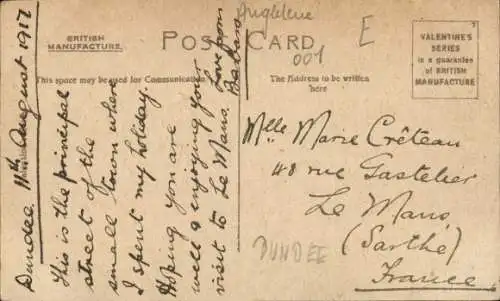 Angleterre
BRITISH
MANUFACTURE.
POST CARD
001
E
VALENTINE'S
SERIES
is a guarantee
of BRITISH
MANUFACTURE
This space may be used for Communication
The Address to be written
here
Dundee 11th August 1917
This is the principal
street of the
small town where
I spent my holiday.
Hoping you are
well & enjoying your
visit to Le Mans. Love from
Barbara
Melle Marie Crêteau
48 rue Gastelier
Le Mans
(Sarthe)
France
DUNDEE